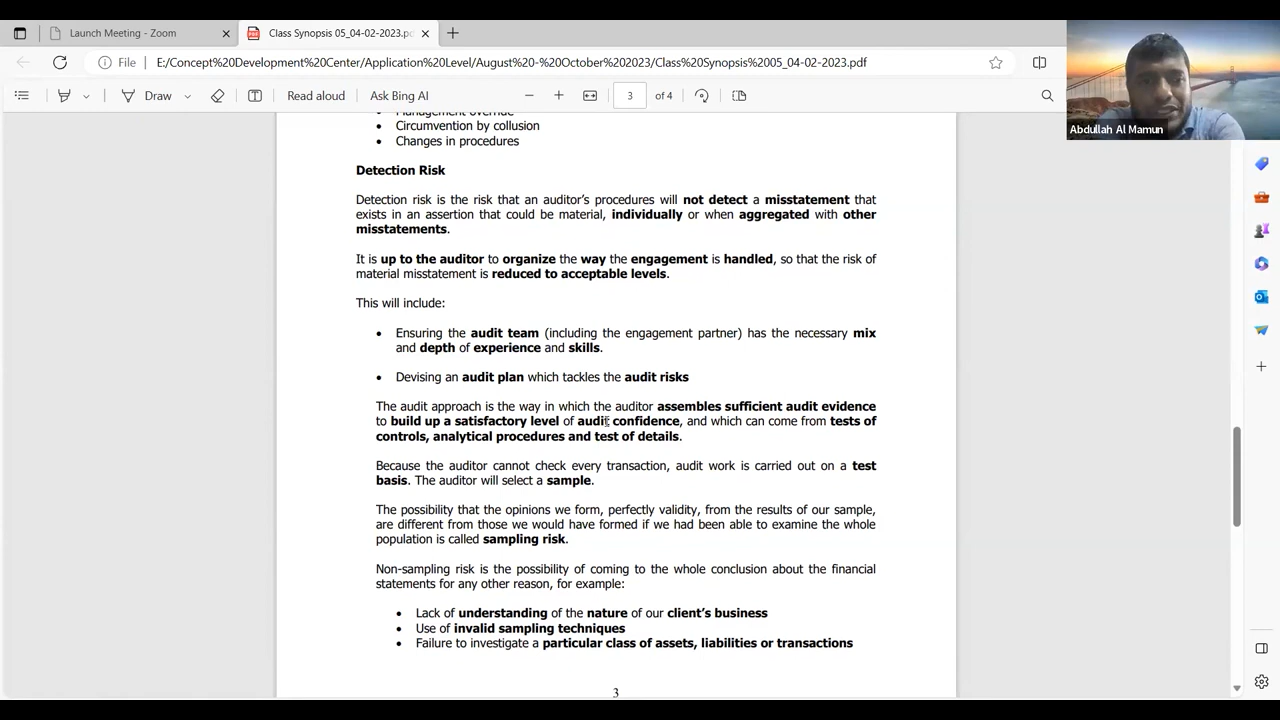 Launch Meeting - Zoom
Class Synopsis 05_04-02-2023.p
File
E:/Concept%20Development%20Center/Application%20Level/August%20-%20October%202023/Class%20Synopsis%2005_04-02-2023.pdf
Draw
Read aloud
Ask Bing AI
3
of 4
Abdullah Al Mamun
• Management override
• Circumvention by collusion
• Changes in procedures
Detection Risk
Detection risk is the risk that an auditor's procedures will not detect a misstatement that
exists in an assertion that could be material, individually or when aggregated with other
misstatements.
It is up to the auditor to organize the way the engagement is handled, so that the risk of
material misstatement is reduced to acceptable levels.
This will include:
• Ensuring the audit team (including the engagement partner) has the necessary mix
and depth of experience and skills.
• Devising an audit plan which tackles the audit risks
The audit approach is the way in which the auditor assembles sufficient audit evidence
to build up a satisfactory level of audit confidence, and which can come from tests of
controls, analytical procedures and test of details.
Because the auditor cannot check every transaction, audit work is carried out on a test
basis. The auditor will select a sample.
The possibility that the opinions we form, perfectly validity, from the results of our sample,
are different from those we would have formed if we had been able to examine the whole
population is called sampling risk.
Non-sampling risk is the possibility of coming to the whole conclusion about the financial
statements for any other reason, for example:
• Lack of understanding of the nature of our client's business
• Use of invalid sampling techniques
• Failure to investigate a particular class of assets, liabilities or transactions
3